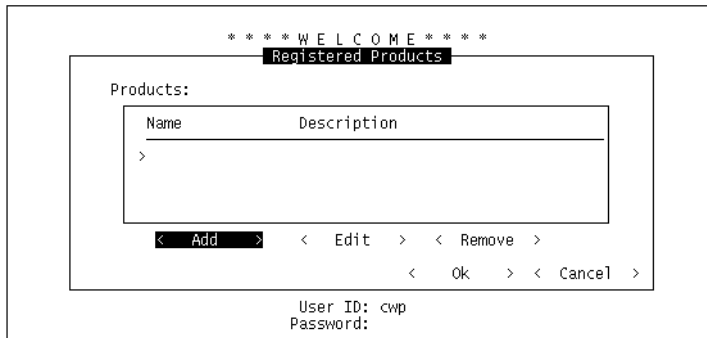 * * * * W E L C O M E * * * *
Registered Products
Products:
Name Description
>
< Add > < Edit > < Remove >
< Ok > < Cancel >
User ID: cwp
Password: